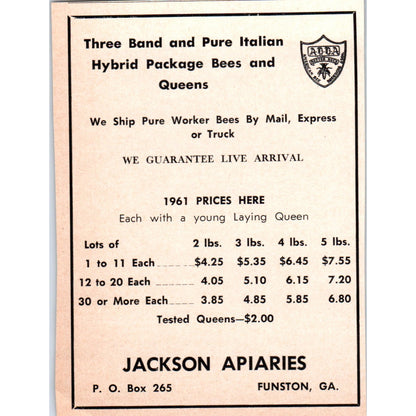 Three Band and Pure Italian
Hybrid Package Bees and
Queens
ABBA
We Ship Pure Worker Bees By Mail, Express
or Truck
WE GUARANTEE LIVE ARRIVAL
1961 PRICES HERE
Each with a young Laying Queen
Lots of 2 lbs. 3 lbs. 4 lbs. 5 lbs.
1 to 11 Each $4.25 $5.35 $6.45 $7.55
12 to 20 Each 4.05 5.10 6.15 7.20
30 or More Each 3.85 4.85 5.85 6.80
Tested Queens—$2.00
JACKSON APIARIES
P. O. Box 265 FUNSTON, GA.